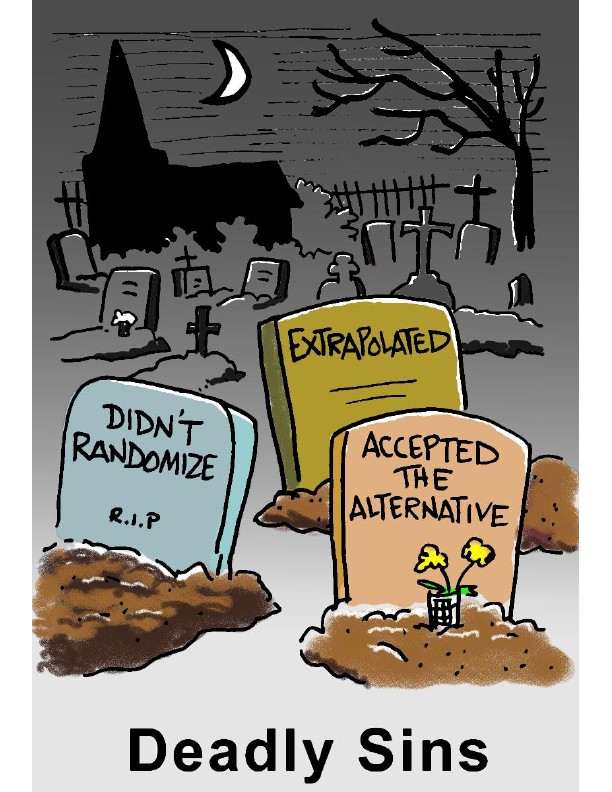 EXTRAPOLATED
DIDN'T
RANDOMIZE
R.I.P
ACCEPTED
THE
ALTERNATIVE
Deadly Sins